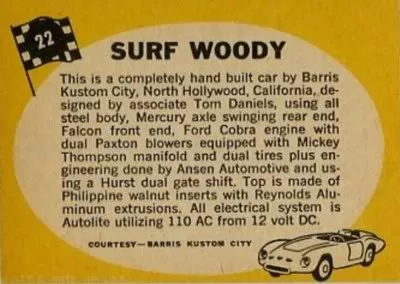 22
SURF WOODY
This is a completely hand built car by Barris
Kustom City, North Hollywood, California, de-
signed by associate Tom Daniels, using all
steel body, Mercury axle swinging rear end,
Falcon front end, Ford Cobra engine with
dual Paxton blowers equipped with Mickey
Thompson manifold and dual tires plus en-
gineering done by Ansen Automotive and us-
ing a Hurst dual gate shift. Top is made of
Philippine walnut inserts with Reynolds Alu-
minum extrusions. All electrical system is
Autolite utilizing 110 AC from 12 volt DC.
COURTESY—BARRIS KUSTOM CITY